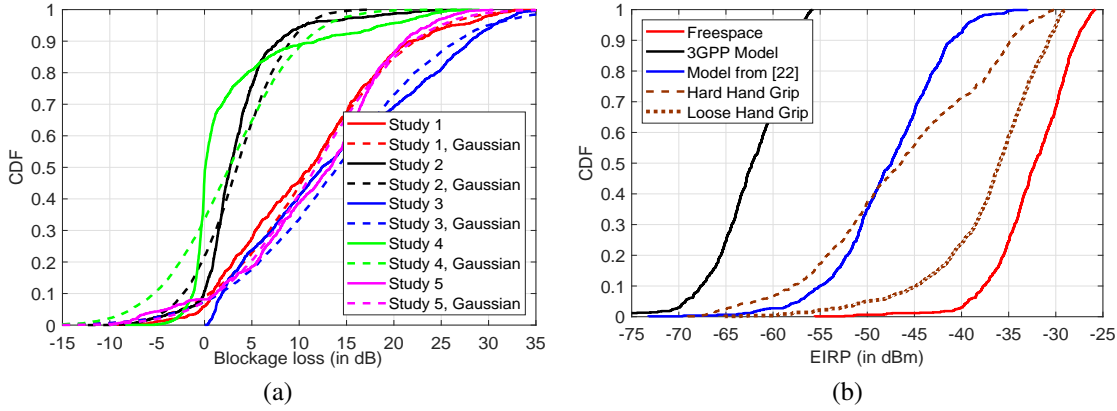 1
0.9
0.8
0.7
0.6
0.5
0.4
0.3
0.2
0.1
0
CDF
-15 -10 -5 0 5 10 15 20 25 30 35
Blockage loss (in dB)
Study 1
Study 1, Gaussian
Study 2
Study 2, Gaussian
Study 3
Study 3, Gaussian
Study 4
Study 4, Gaussian
Study 5
Study 5, Gaussian
(a)
1
0.9
0.8
0.7
0.6
0.5
0.4
0.3
0.2
0.1
0
CDF
-75 -70 -65 -60 -55 -50 -45 -40 -35 -30 -25
EIRP (in dBm)
Freespace
3GPP Model
Model from [22]
Hard Hand Grip
Loose Hand Grip
(b)